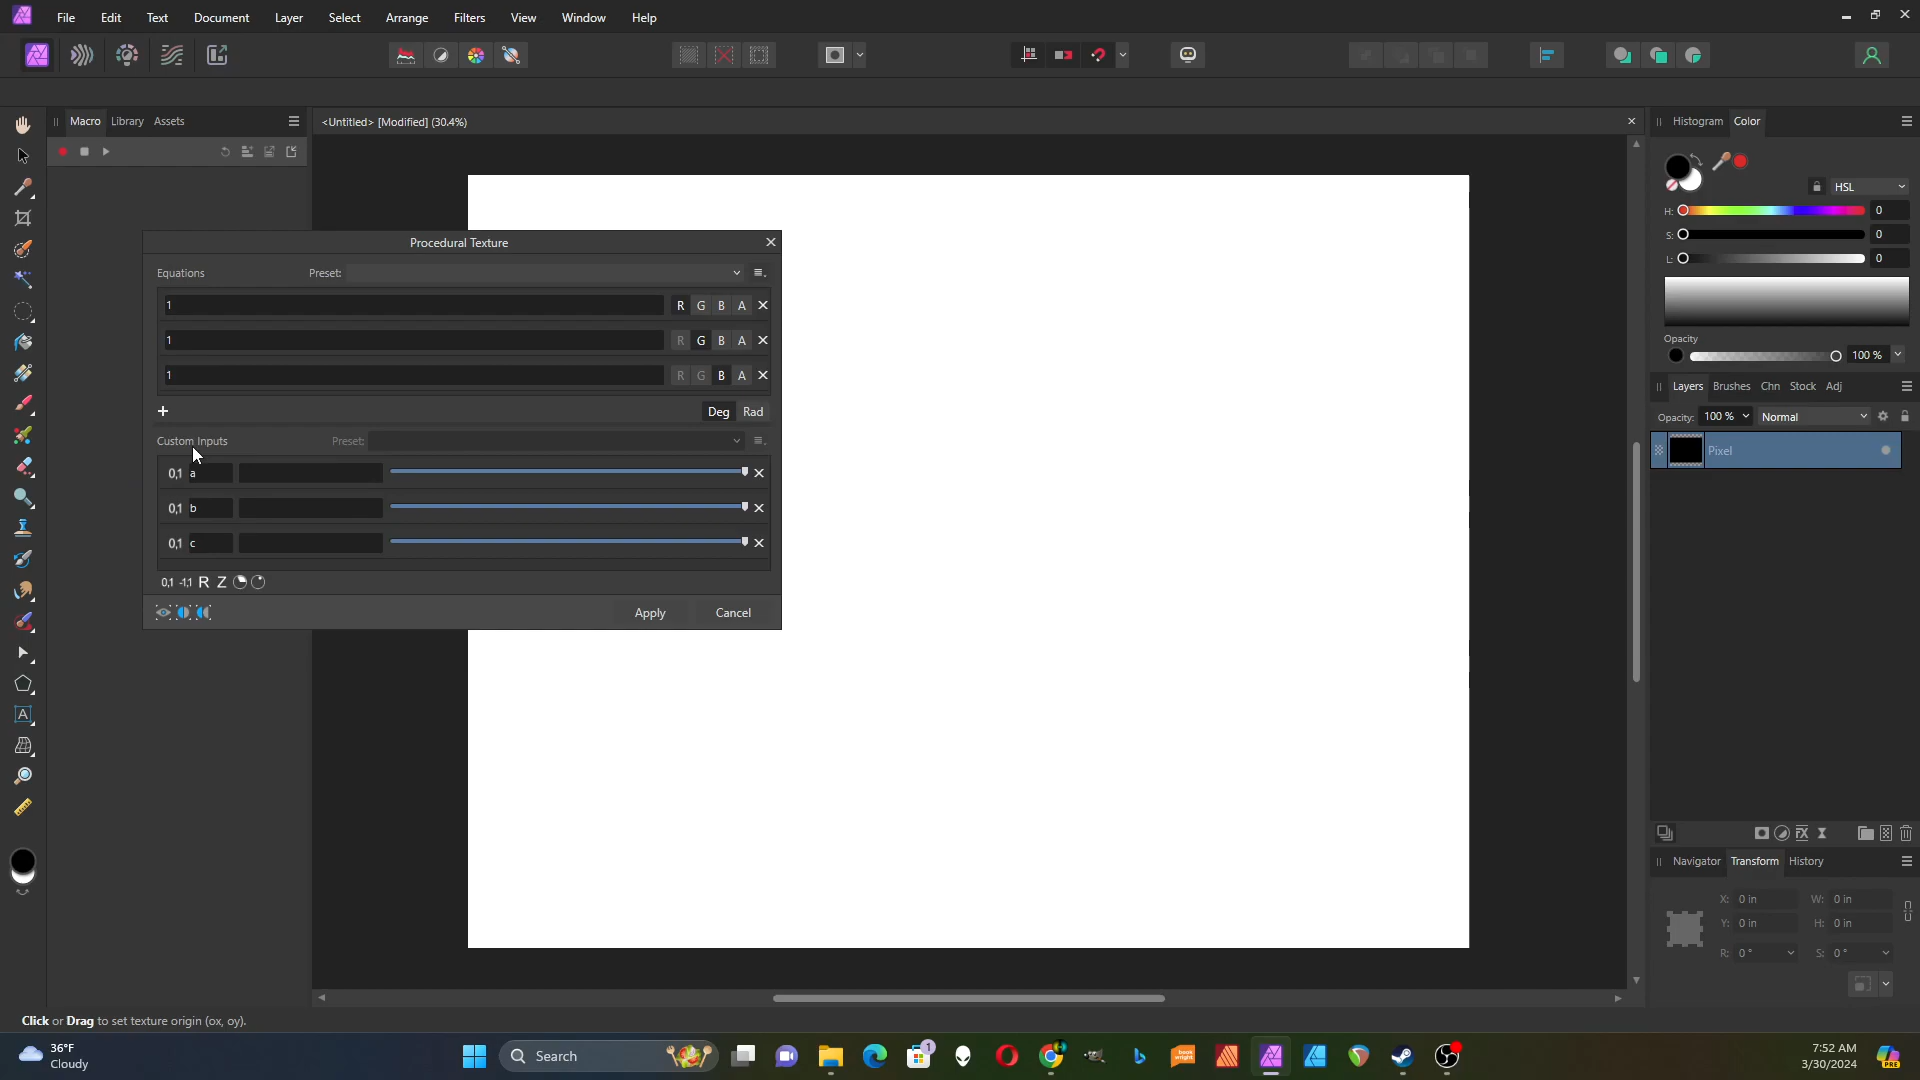 File Edit Text Document Layer Select Arrange Filters View Window Help
Macro Library Assets
<Untitled> [Modified] (30.4%)
Histogram Color
HSL
H: 0
S: 0
L: 0
Opacity
100 %
Layers Brushes Chn Stock Adj
Opacity: 100 % Normal
Pixel
Procedural Texture
Equations Preset:
1 R G B A
1 R G B A
1 R G B A
Deg Rad
Custom Inputs Preset:
0,1 a
0,1 b
0,1 c
0,1 -1,1 R Z
Apply Cancel
Navigator Transform History
X: 0 in W: 0 in
Y: 0 in H: 0 in
R: 0 ° S: 0 °
Click or Drag to set texture origin (ox, oy).
36°F
Cloudy
Search
1
book
wright
PRE
7:52 AM
3/30/2024